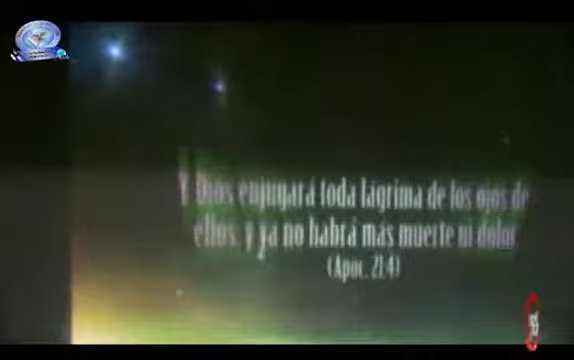 Y Dios enjugará toda lágrima de los ojos de
ellos, y ya no habrá más muerte ni dolor
(Apoc. 21:4)